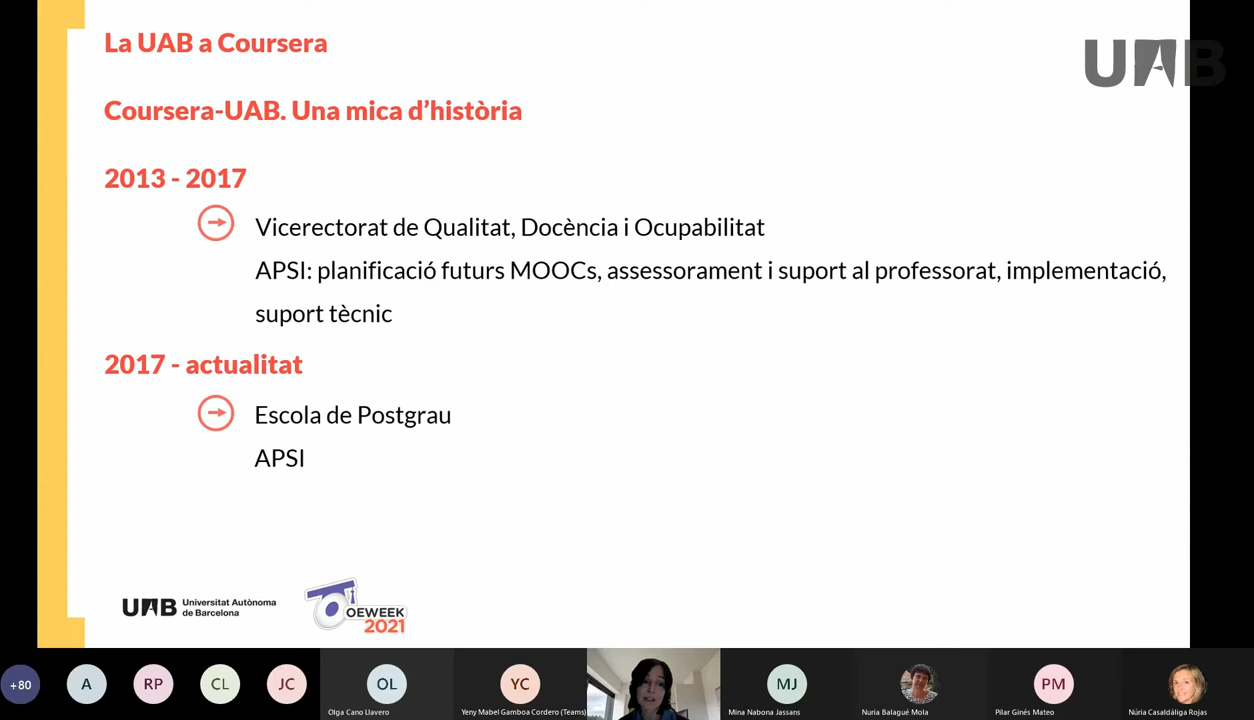 La UAB a Coursera
UAB
Coursera-UAB. Una mica d’història
2013 - 2017
Vicerectorat de Qualitat, Docència i Ocupabilitat
APSI: planificació futurs MOOCs, assessorament i suport al professorat, implementació,
suport tècnic
2017 - actualitat
Escola de Postgrau
APSI
UAB Universitat Autònoma
de Barcelona
OEWEEK
2021
+80
A
RP
CL
JC
OL
YC
MJ
PM
Olga Cano Llavero
Yeny Mabel Gamboa Cordero (Teams)
Mina Nabona Jassans
Nuria Balagué Mola
Pilar Ginés Mateo
Núria Casaldáliga Rojas